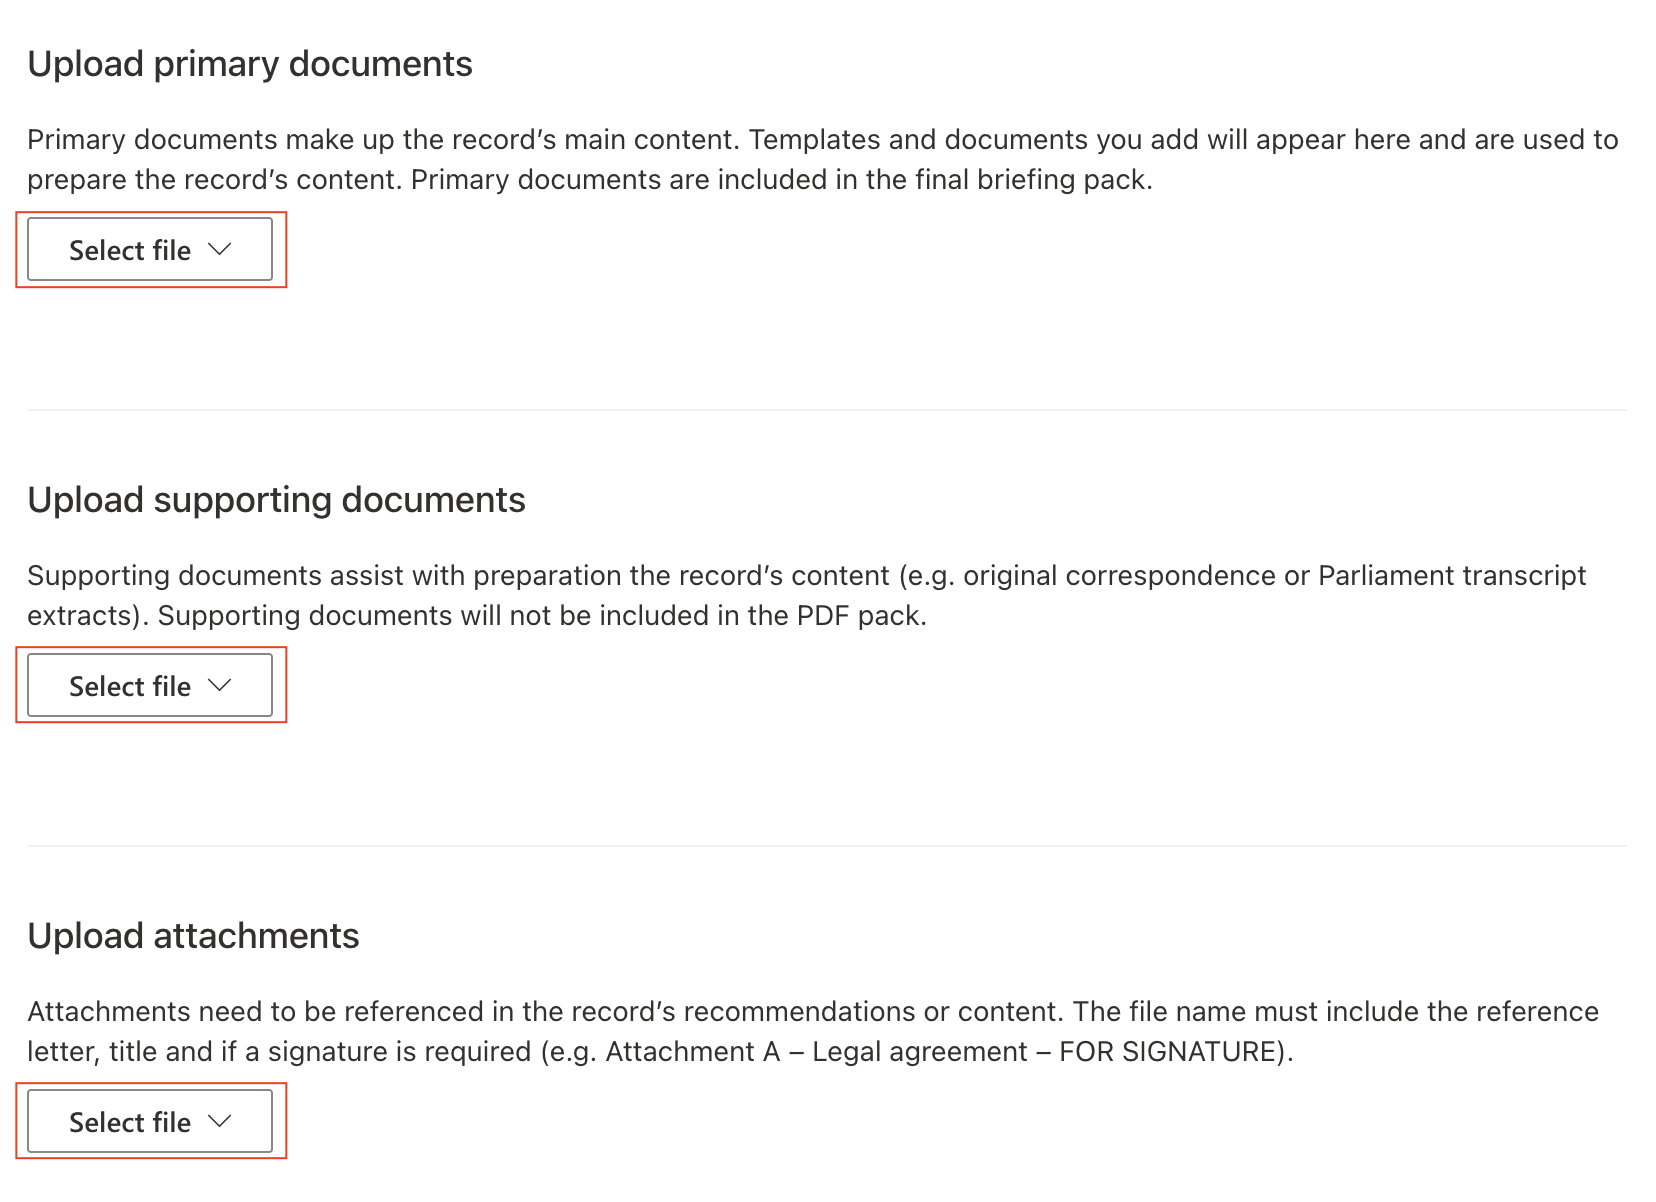 Upload primary documents
Primary documents make up the record’s main content. Templates and documents you add will appear here and are used to
prepare the record’s content. Primary documents are included in the final briefing pack.
Select file
Upload supporting documents
Supporting documents assist with preparation the record’s content (e.g. original correspondence or Parliament transcript
extracts). Supporting documents will not be included in the PDF pack.
Select file
Upload attachments
Attachments need to be referenced in the record’s recommendations or content. The file name must include the reference
letter, title and if a signature is required (e.g. Attachment A – Legal agreement – FOR SIGNATURE).
Select file